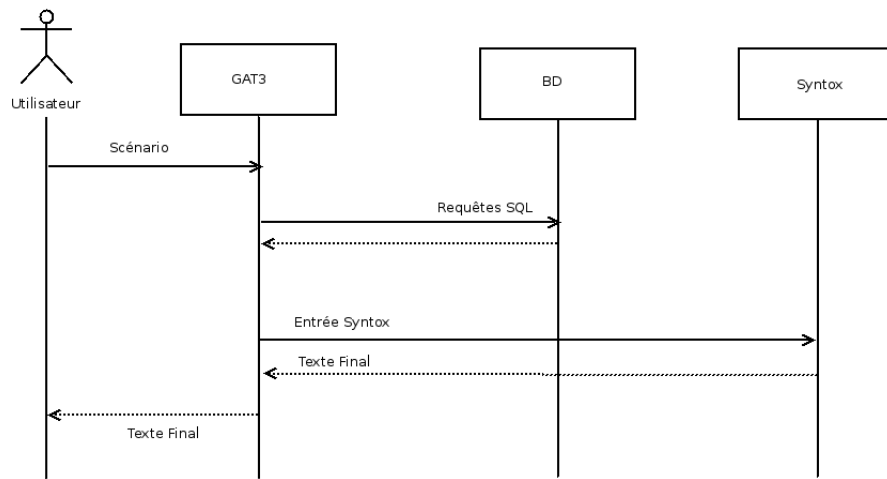 GAT3
BD
Syntox
Utilisateur
Scénario
Requêtes SQL
Entrée Syntox
Texte Final
Texte Final